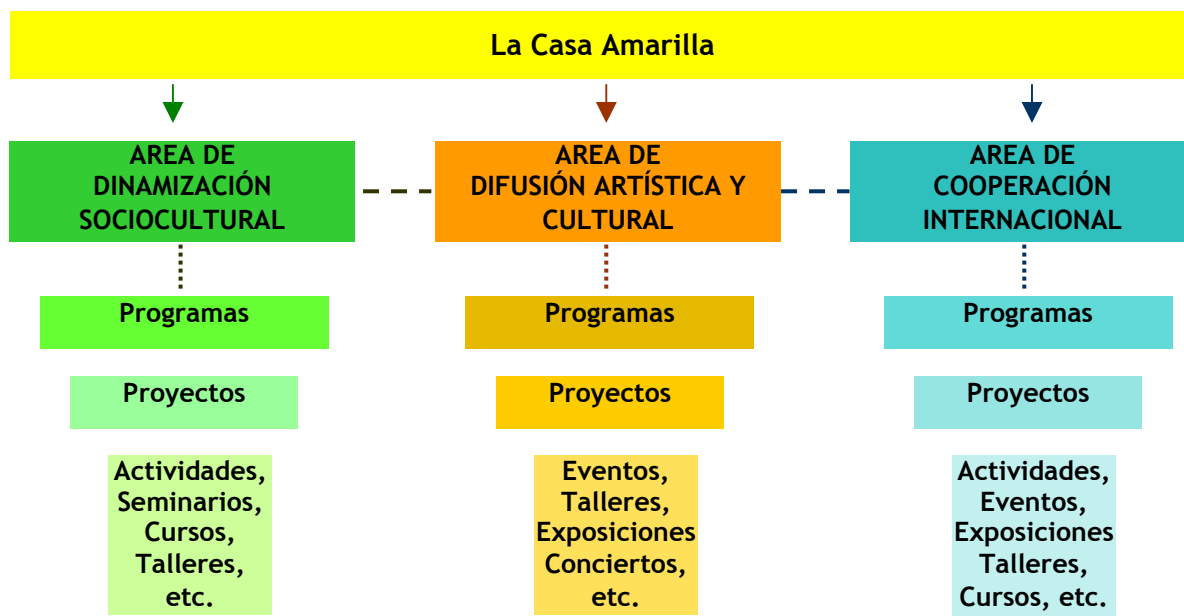 La Casa Amarilla
AREA DE
DINAMIZACIÓN
SOCIOCULTURAL
AREA DE
DIFUSIÓN ARTÍSTICA Y
CULTURAL
AREA DE
COOPERACIÓN
INTERNACIONAL
Programas
Programas
Programas
Proyectos
Proyectos
Proyectos
Actividades,
Seminarios,
Cursos,
Talleres,
etc.
Eventos,
Talleres,
Exposiciones
Conciertos,
etc.
Actividades,
Eventos,
Exposiciones
Talleres,
Cursos, etc.